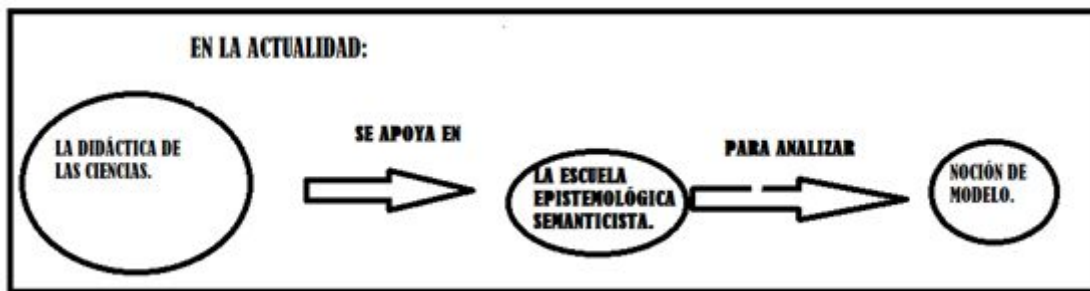 EN LA ACTUALIDAD:
LA DIDÁCTICA DE
LAS CIENCIAS.
SE APOYA EN
LA ESCUELA
EPISTEMOLÓGICA
SEMANTICISTA.
PARA ANALIZAR
NOCIÓN DE
MODELO.